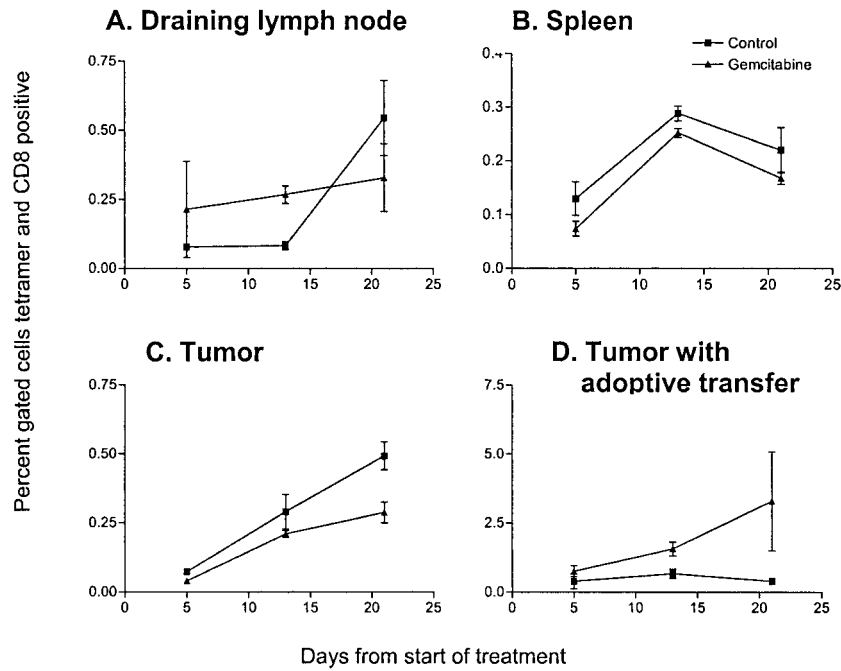 A. Draining lymph node
B. Spleen
Control
Gemcitabine
Percent gated cells tetramer and CD8 positive
0.75
0.50
0.25
0.00
0 5 10 15 20 25
0.4
0.3
0.2
0.1
0.0
0 5 10 15 20 25
C. Tumor
D. Tumor with
adoptive transfer
0.75
0.50
0.25
0.00
0 5 10 15 20 25
7.5
5.0
2.5
0.0
0 5 10 15 20 25
Days from start of treatment